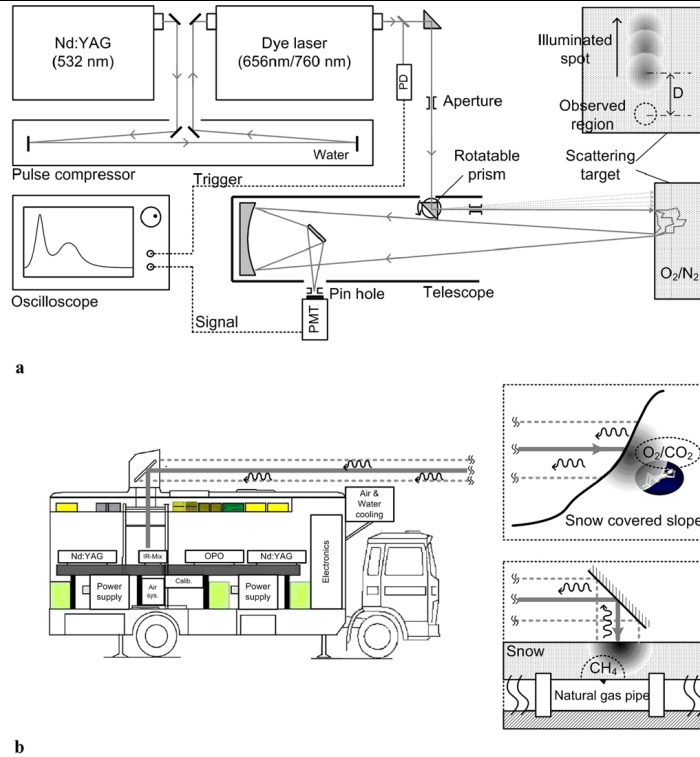 Nd:YAG
(532 nm)
Dye laser
(656nm/760 nm)
PD
Aperture
Illuminated
spot
D
Observed
region
Water
Pulse compressor
Trigger
Rotatable
prism
Scattering
target
O₂/N₂
Oscilloscope
Pin hole
Telescope
Signal
PMT
a
O₂/CO₂
Snow covered slope
Air &
Water
cooling
Electronics
Nd:YAG
IR-Mix
OPO
Nd:YAG
Power
supply
Air
sys.
Calib.
Power
supply
Snow
CH₄
Natural gas pipe
b